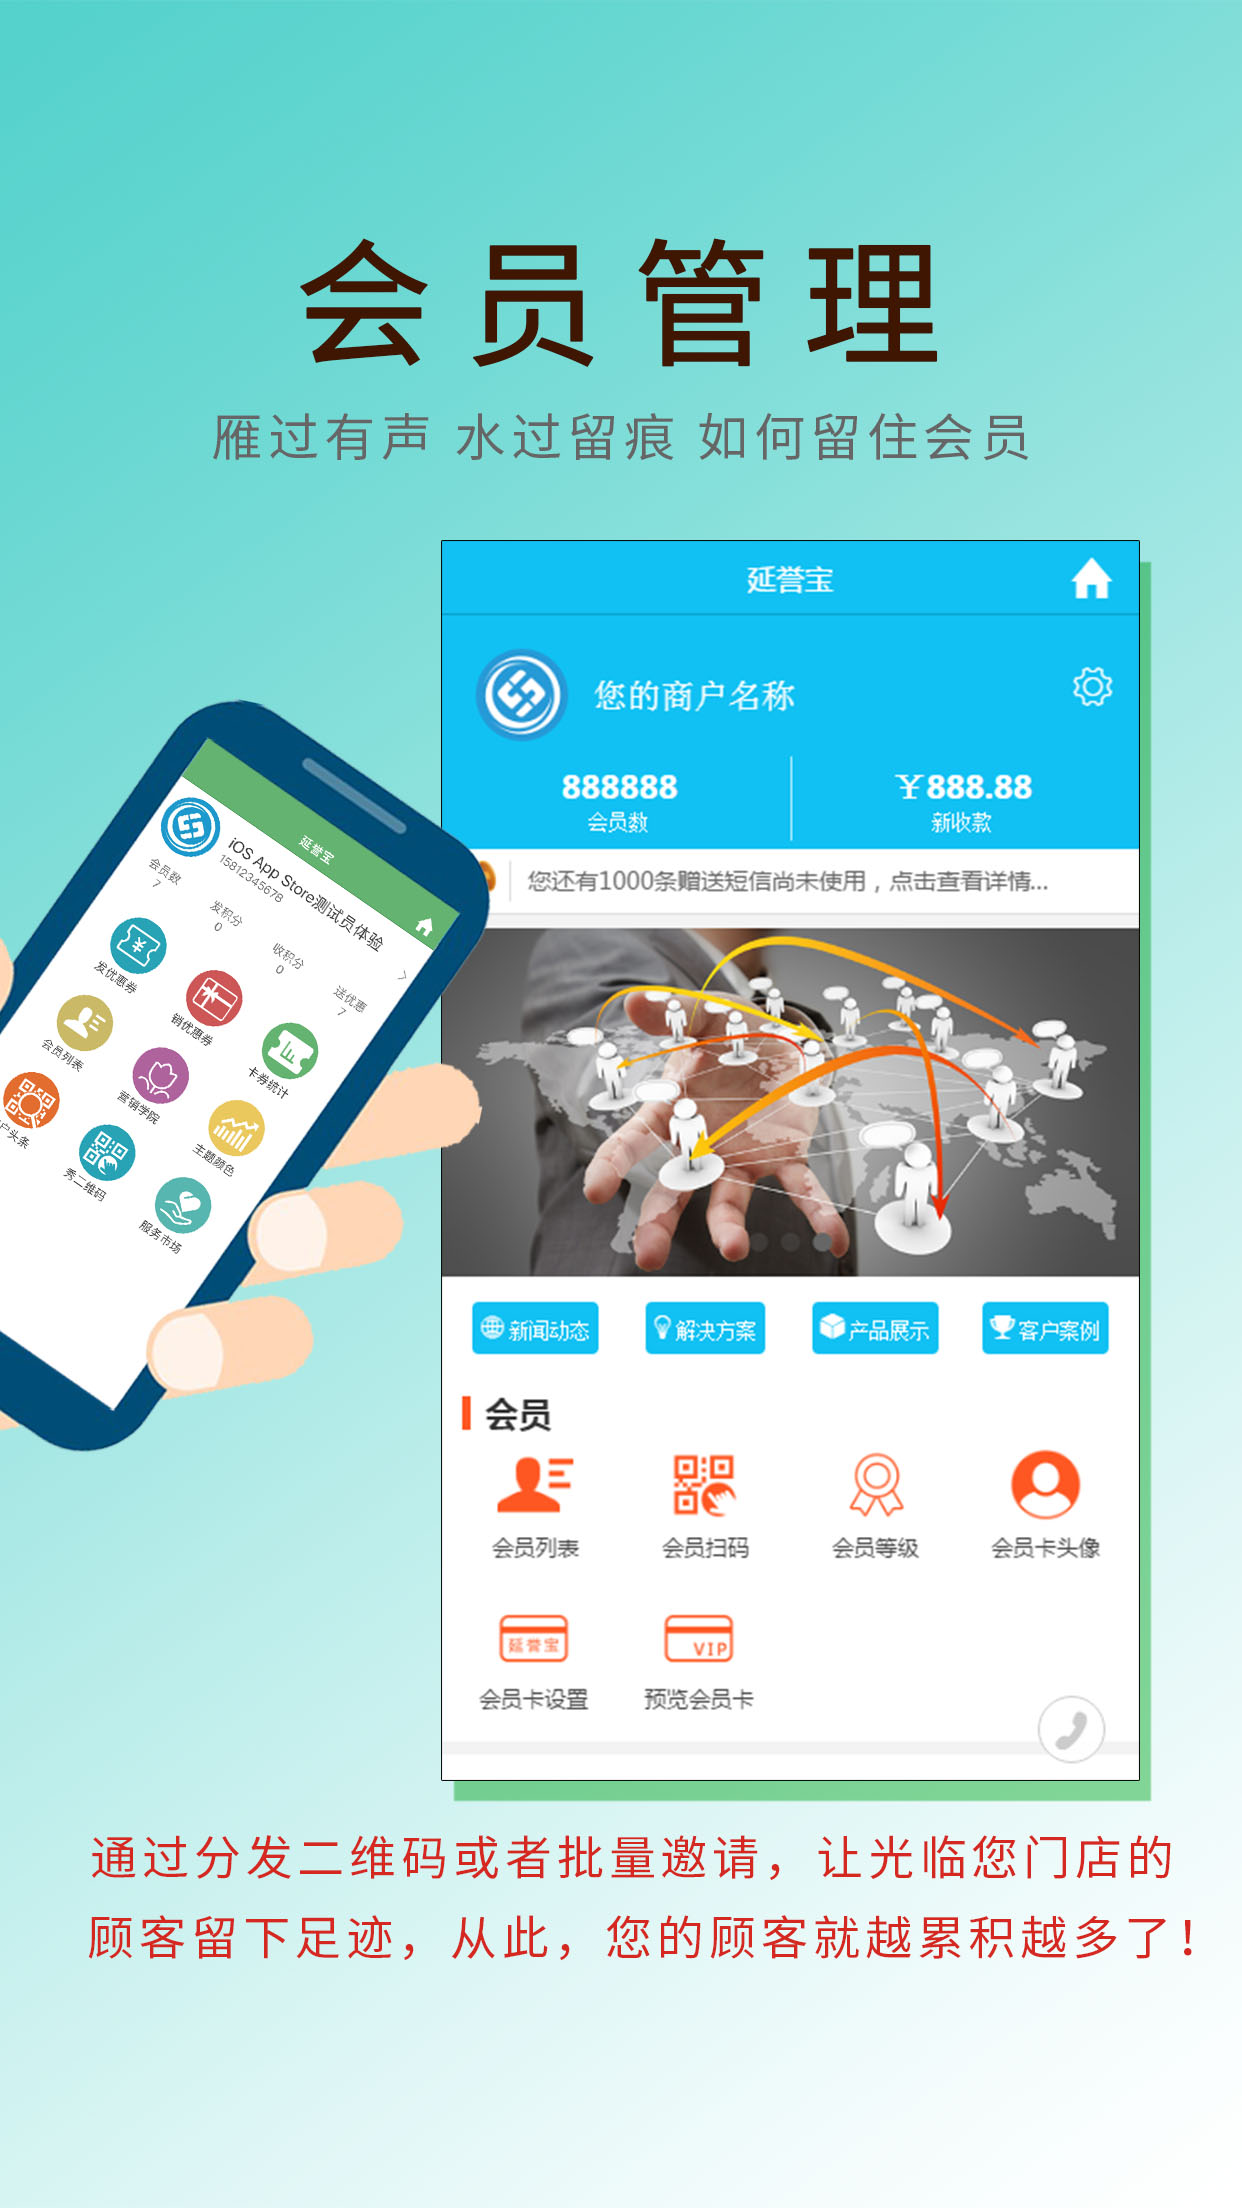 会员管理
雁过有声 水过留痕 如何留住会员
延誉宝
您的商户名称
888888
会员数
￥888.88
新收款
您还有1000条赠送短信尚未使用，点击查看详情...
新闻动态
解决方案
产品展示
客户案例
会员
会员列表
会员扫码
会员等级
会员卡头像
延誉宝
VIP
会员卡设置
预览会员卡
延誉宝
iOS App Store测试员体验
15812345678
会员数
7
发积分
0
收积分
0
送优惠
7
发优惠券
销优惠券
卡券统计
会员列表
营销学院
主题颜色
户头条
秀二维码
服务市场
通过分发二维码或者批量邀请，让光临您门店的
顾客留下足迹，从此，您的顾客就越累积越多了！